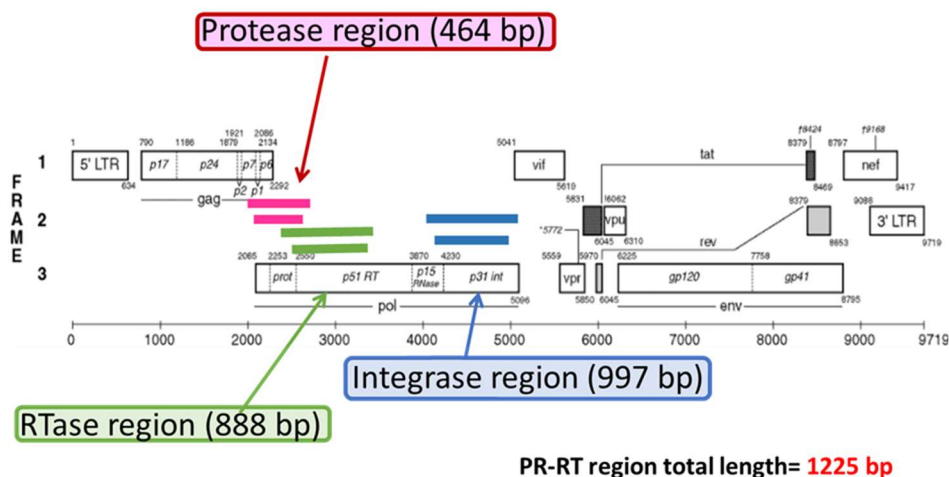 Protease region (464 bp)
1 790 1186 1921 1879 2086 2134 5041 8379 †8424 8797 †9168
1 5' LTR p17 p24 p7 p6 vif tat nef
634 gag p2 p1 2292 5619 8469 9417
FRAME
2 5831 6062 vpu 8379 9086 3' LTR
*5772 6045 6310 rev 8653 9719
2085 2253 2550 3870 4230 5559 5970 6225 7758
3 prot p51 RT p15 RNase p31 int vpr gp120 gp41
pol 5096 5850 6045 env 8795
0 1000 2000 3000 4000 5000 6000 7000 8000 9000 9719
Integrase region (997 bp)
RTase region (888 bp)
PR-RT region total length= 1225 bp